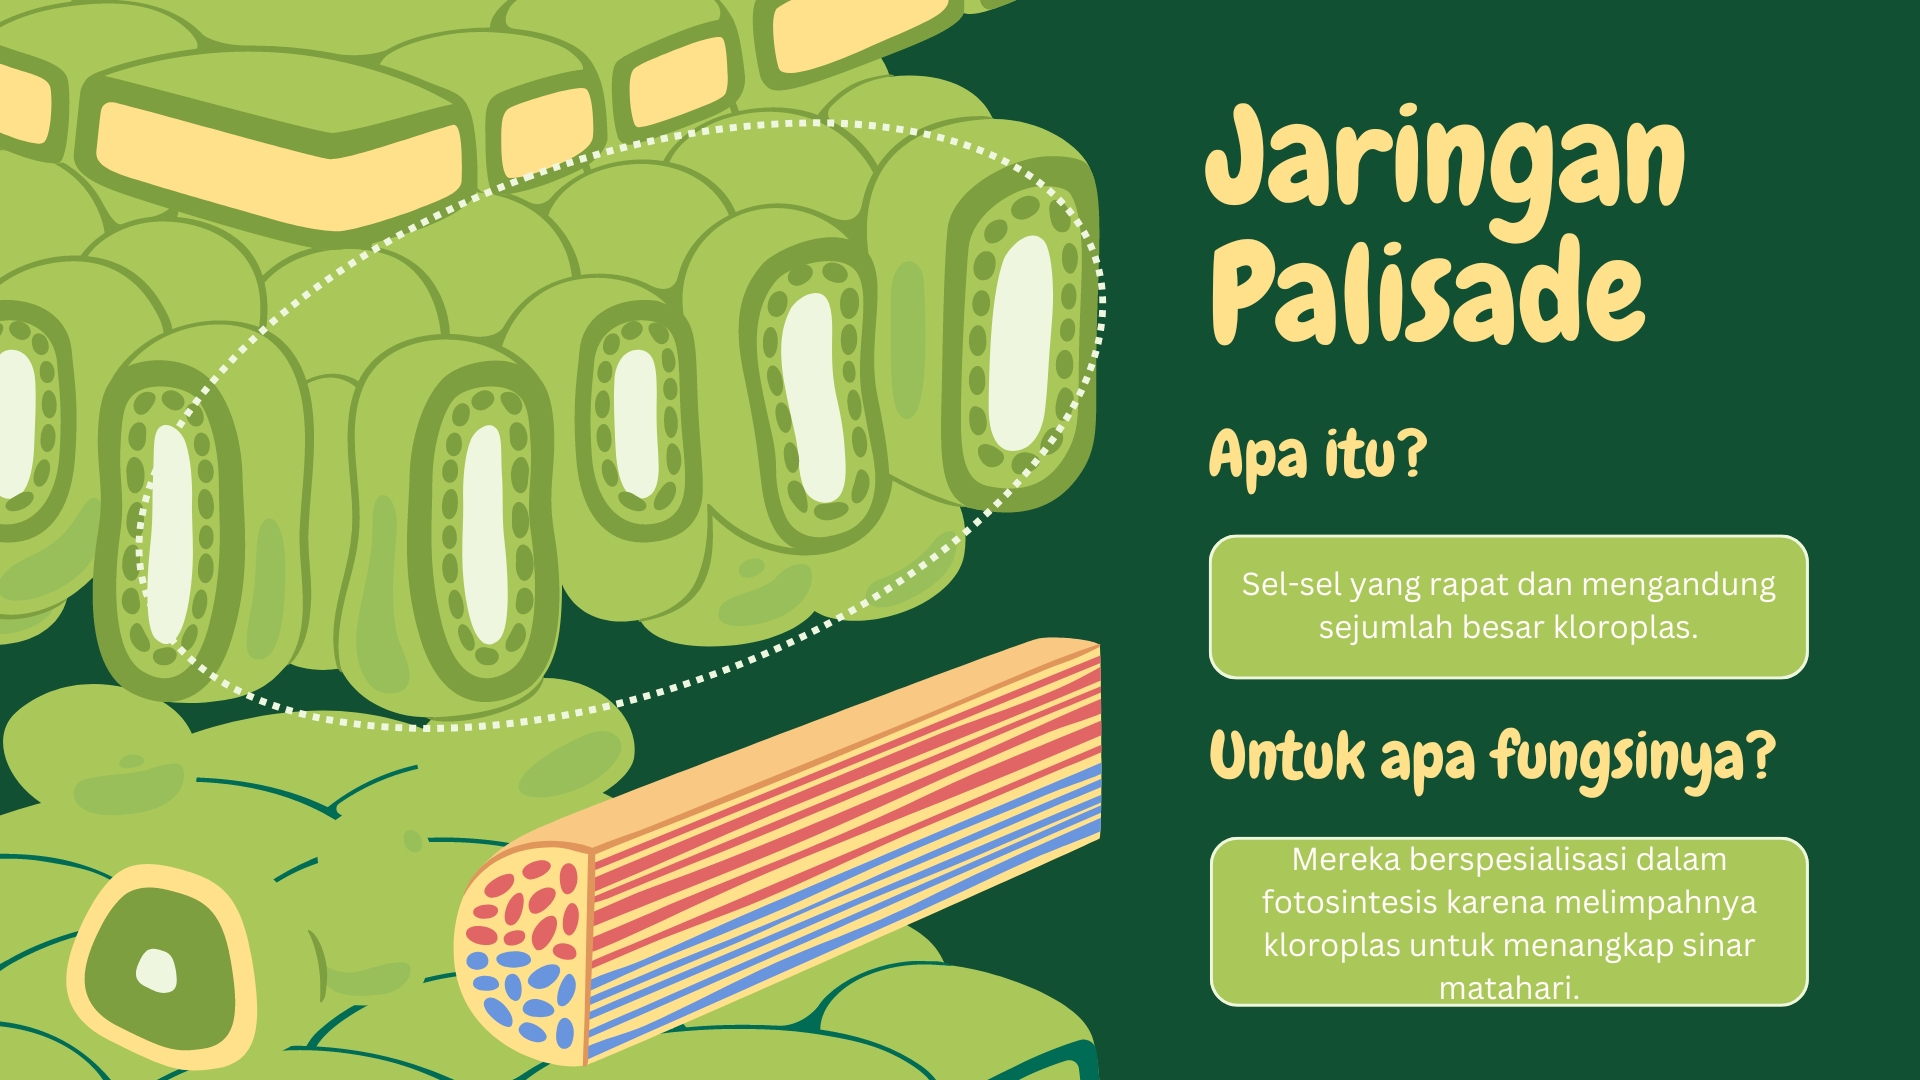 Jaringan
Palisade
Apa itu?
Sel-sel yang rapat dan mengandung
sejumlah besar kloroplas.
Untuk apa fungsinya?
Mereka berspesialisasi dalam
fotosintesis karena melimpahnya
kloroplas untuk menangkap sinar
matahari.